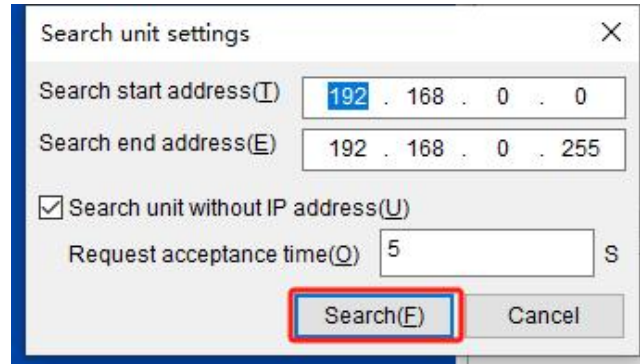 Search unit settings
Search start address(T) 192 . 168 . 0 . 0
Search end address(E) 192 . 168 . 0 . 255
Search unit without IP address(U)
Request acceptance time(O) 5 S
Search(F) Cancel